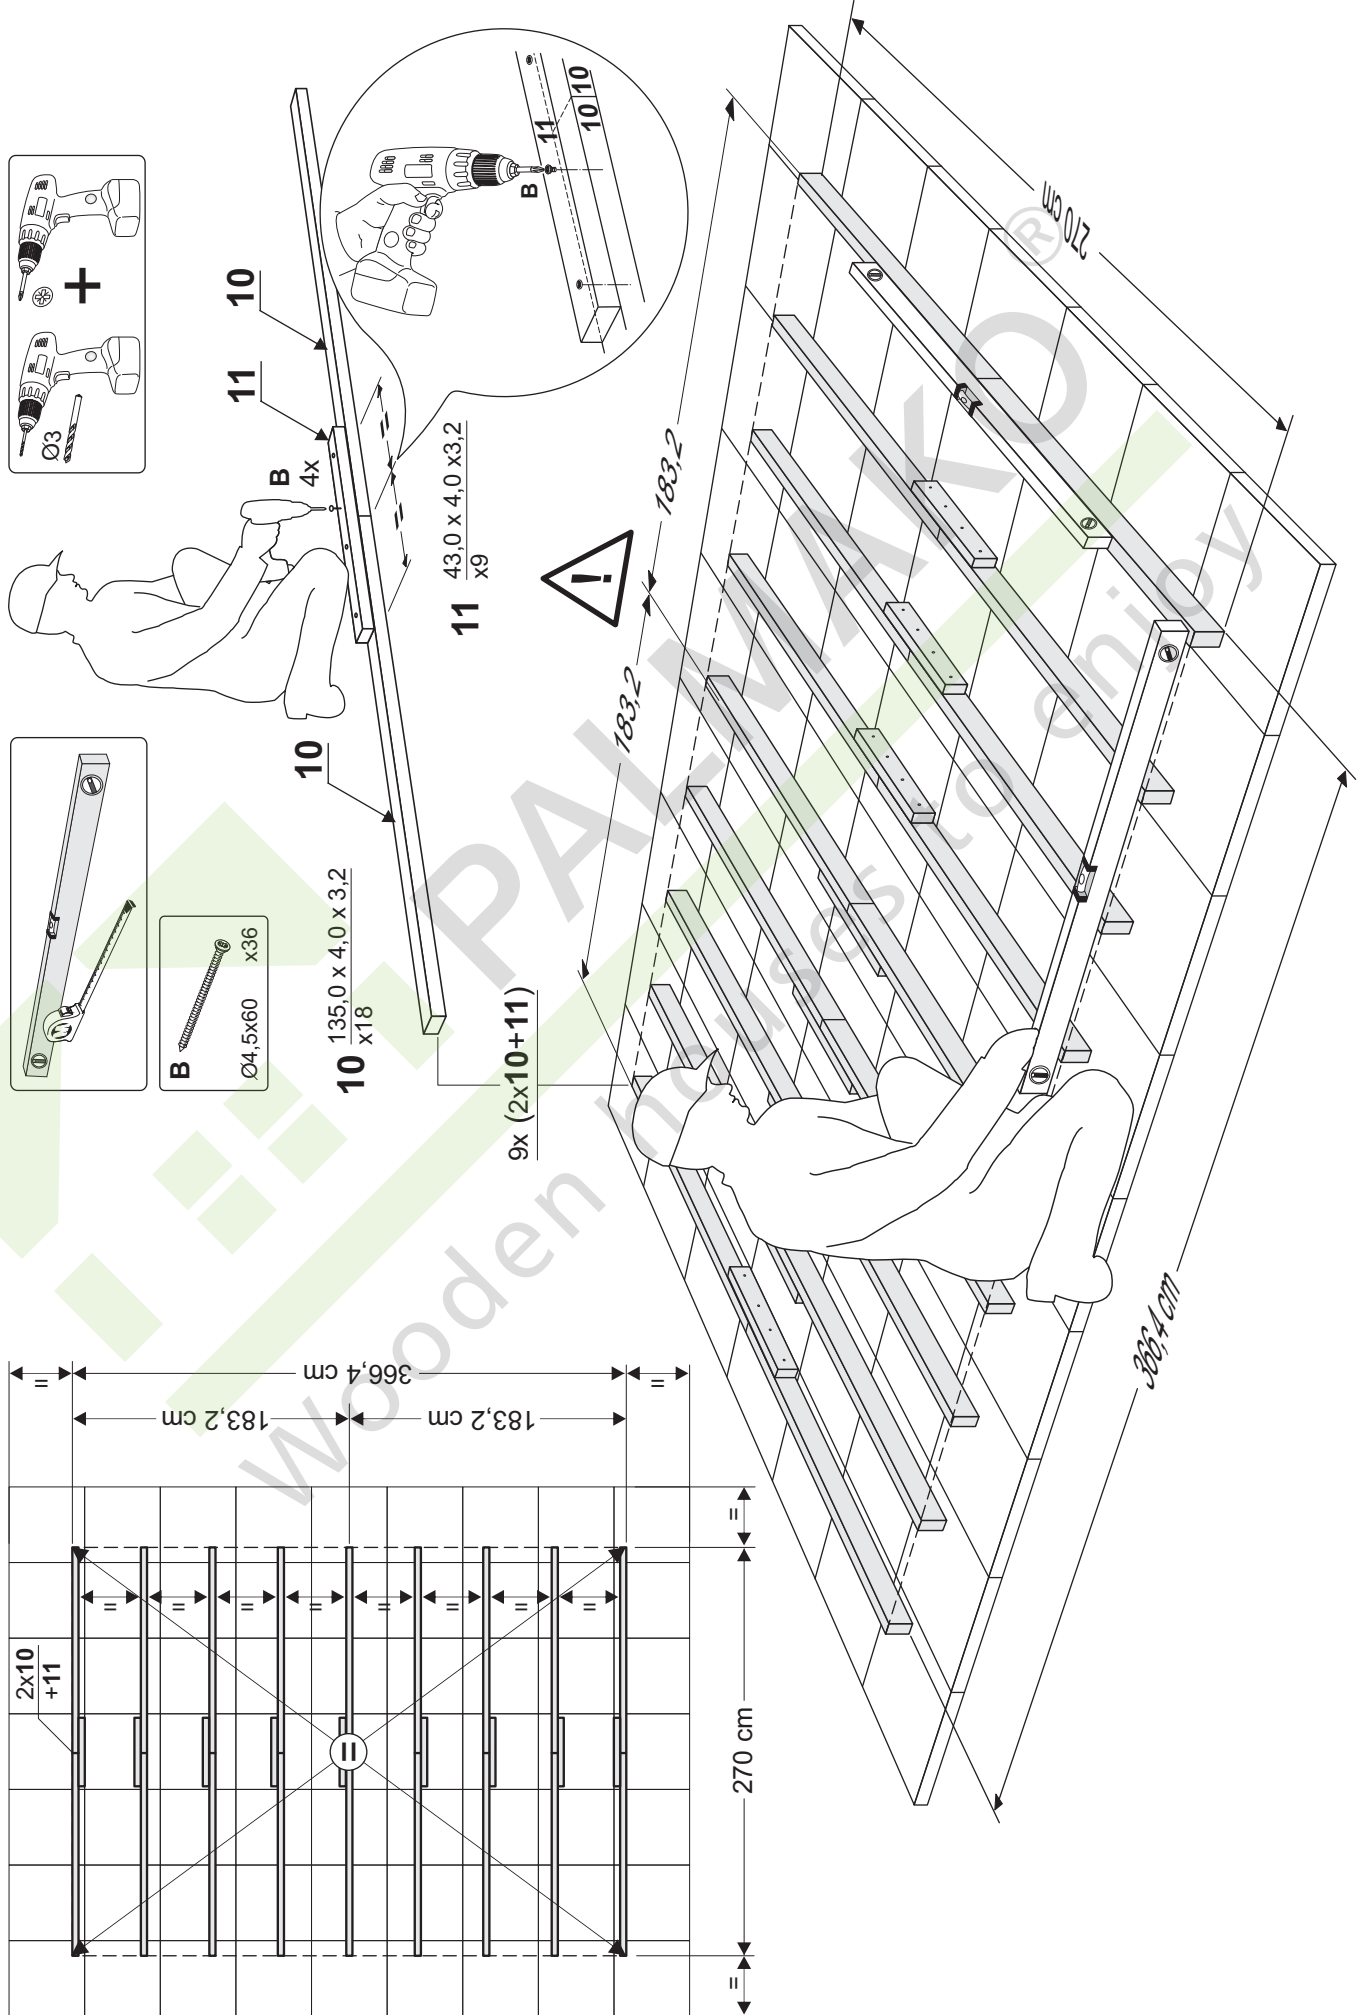 Ø3
+
B
Ø4,5x60 x36
10
135,0 x 4,0 x 3,2
x18
10
11
10
B
4x
11
43,0 x 4,0 x3,2
x9
=
=
B
11
10
10
!
9x (2x10+11)
2x10
+11
=
366,4 cm
=
183,2 cm
183,2 cm
=
=
=
=
=
=
=
=
=
=
270 cm
=
183,2
183,2
270 cm
366,4 cm
PALMAKO®
wooden houses to enjoy